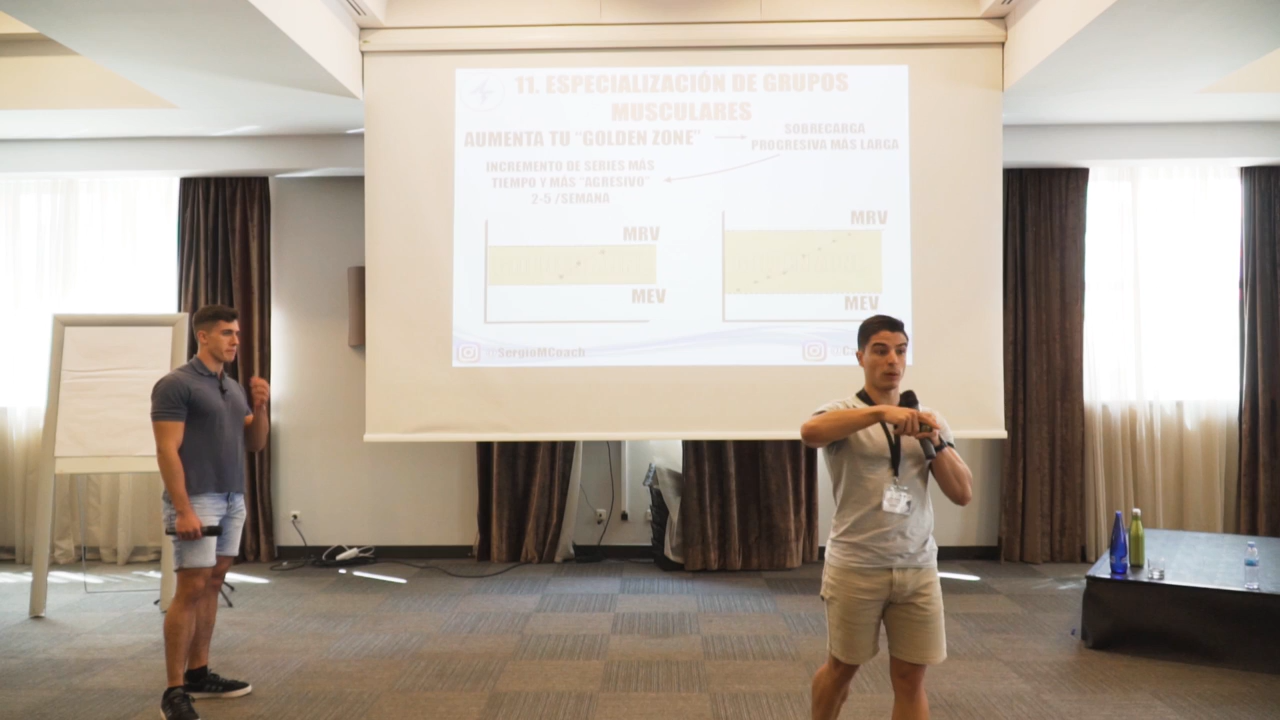 11. ESPECIALIZACIÓN DE GRUPOS
MUSCULARES
AUMENTA TU "GOLDEN ZONE"
SOBRECARGA
PROGRESIVA MÁS LARGA
INCREMENTO DE SERIES MÁS
TIEMPO Y MÁS "AGRESIVO"
2-5 /SEMANA
MRV
MEV
MRV
MEV
@SergioMCoach